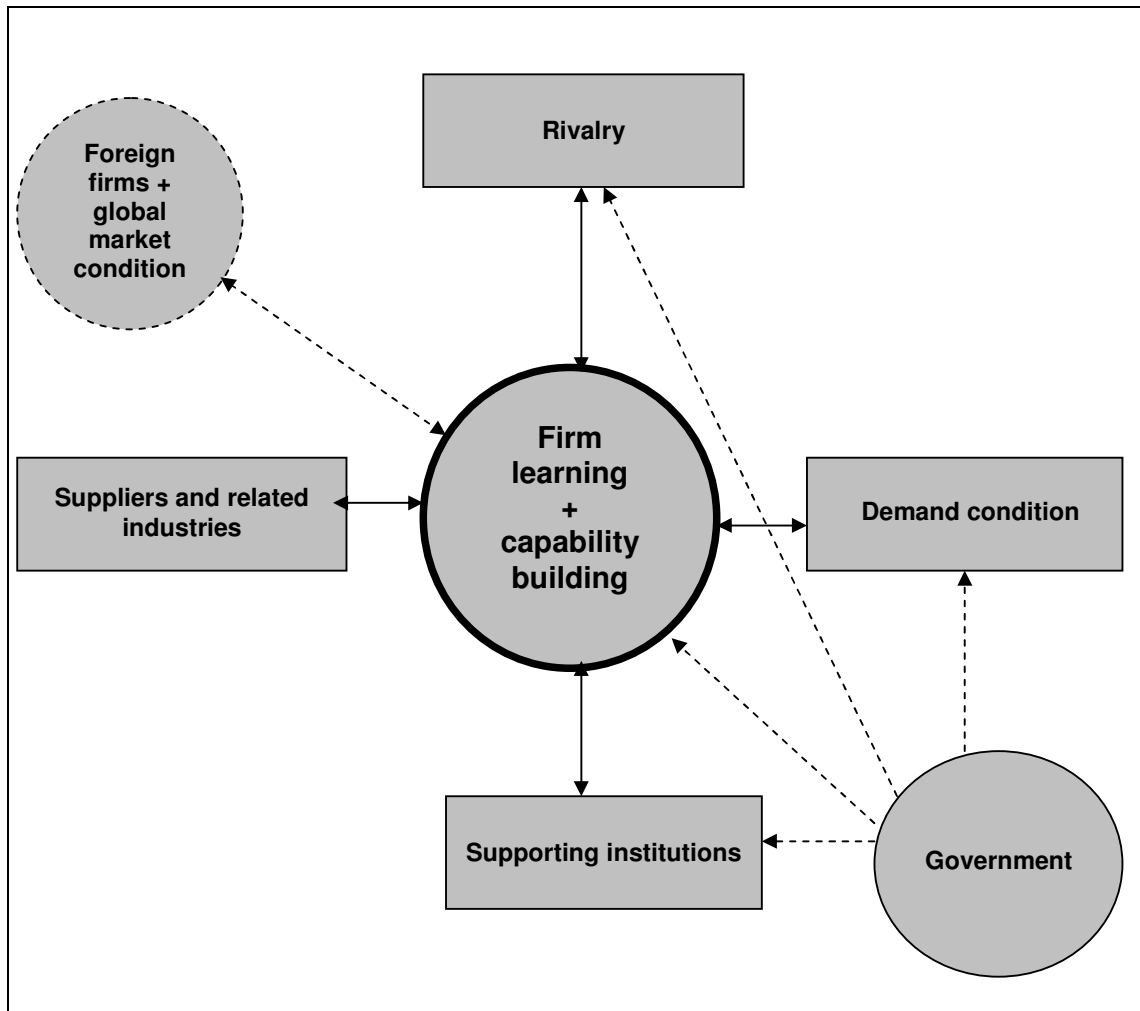 Rivalry
Foreign
firms +
global
market
condition
Firm
learning
+
capability
building
Suppliers and related
industries
Demand condition
Supporting institutions
Government